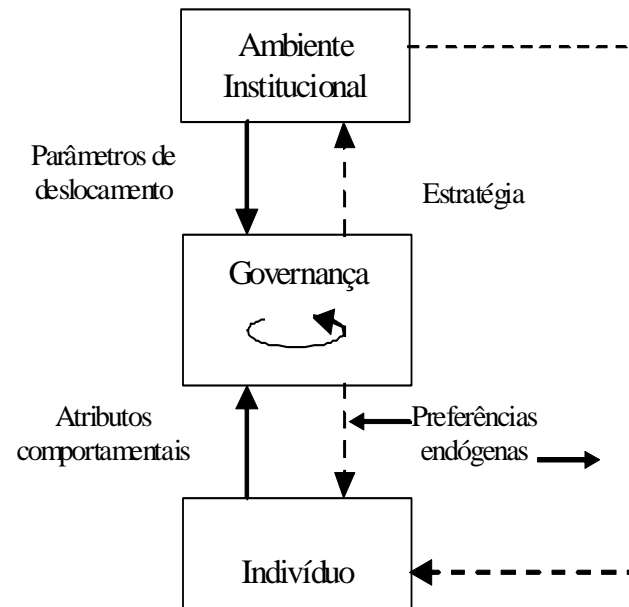 Ambiente
Institucional
Parâmetros de
deslocamento
Estratégia
Governança
Atributos
comportamentais
Preferências
endógenas
Indivíduo